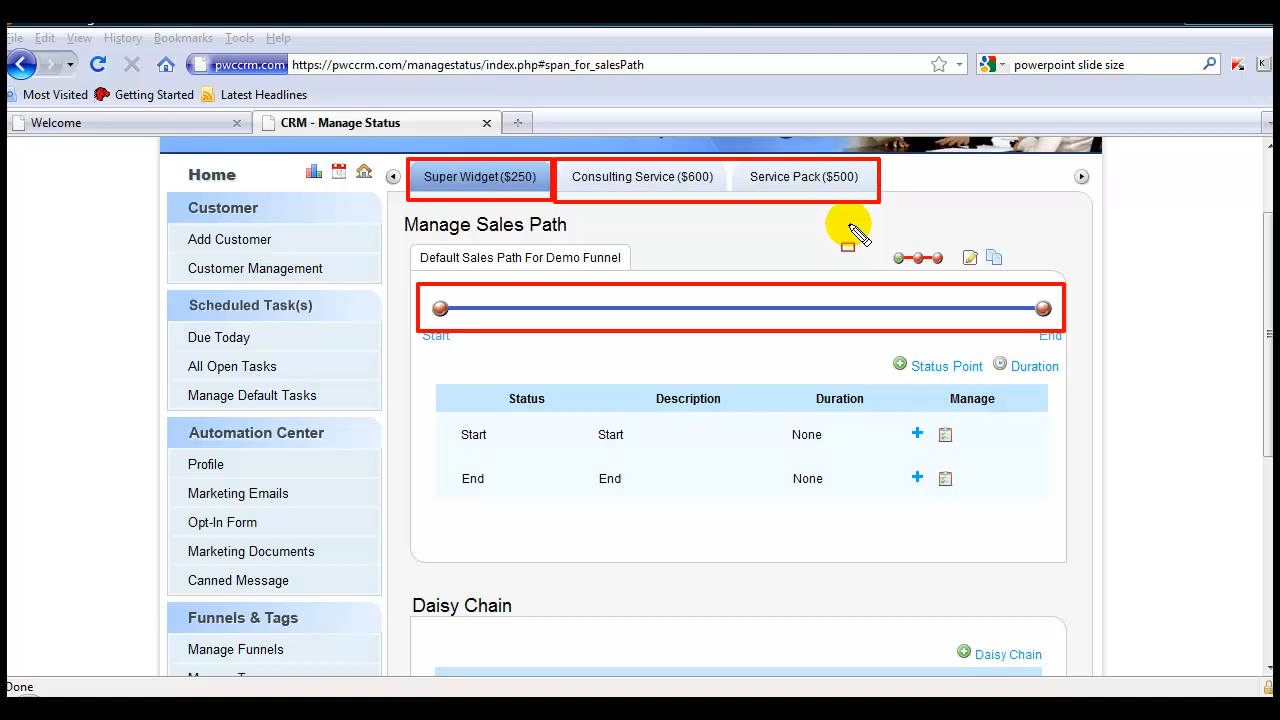 File Edit View History Bookmarks Tools Help
pwccrm.com https://pwccrm.com/managestatus/index.php#span_for_salesPath
powerpoint slide size
Most Visited Getting Started Latest Headlines
Welcome CRM - Manage Status
Home
Customer
Add Customer
Customer Management
Scheduled Task(s)
Due Today
All Open Tasks
Manage Default Tasks
Automation Center
Profile
Marketing Emails
Opt-In Form
Marketing Documents
Canned Message
Funnels & Tags
Manage Funnels
Super Widget ($250) Consulting Service ($600) Service Pack ($500)
Manage Sales Path
Default Sales Path For Demo Funnel
Start End
Status Point Duration
Status Description Duration Manage
Start Start None
End End None
Daisy Chain
Daisy Chain
Done